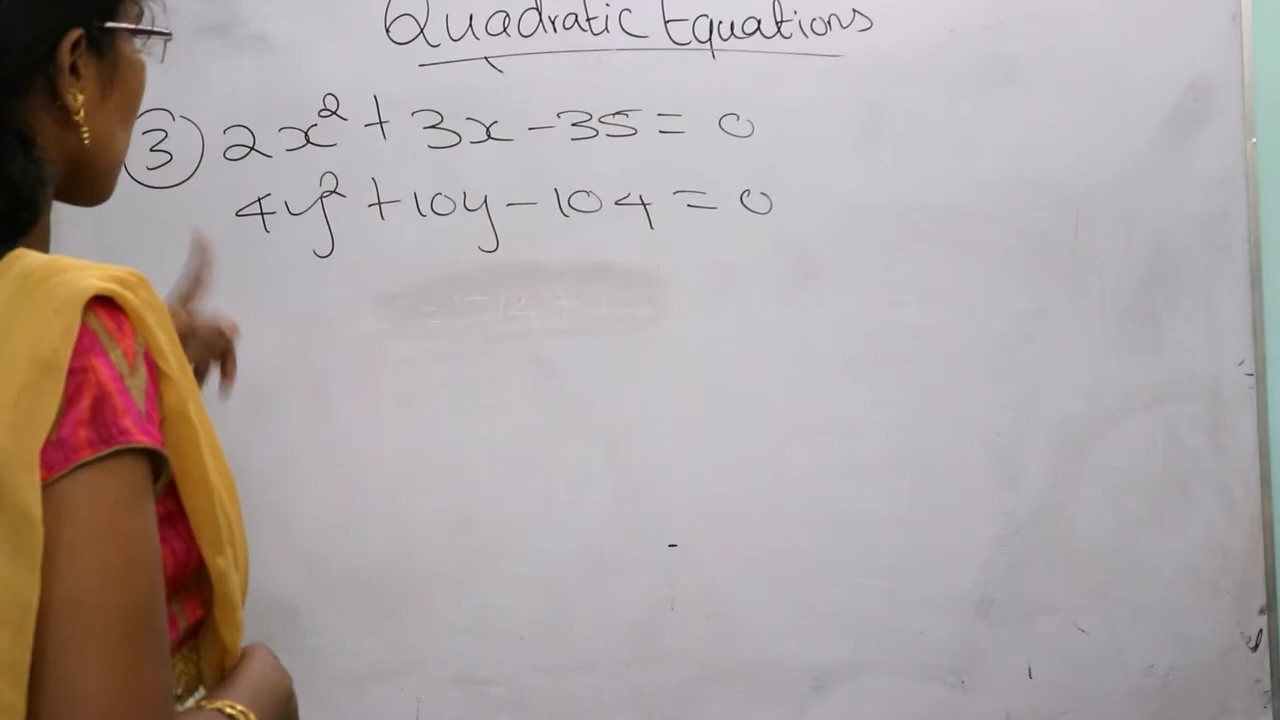 Quadratic Equations
③ 2x² + 3x - 35 = 0
4y² + 10y - 104 = 0